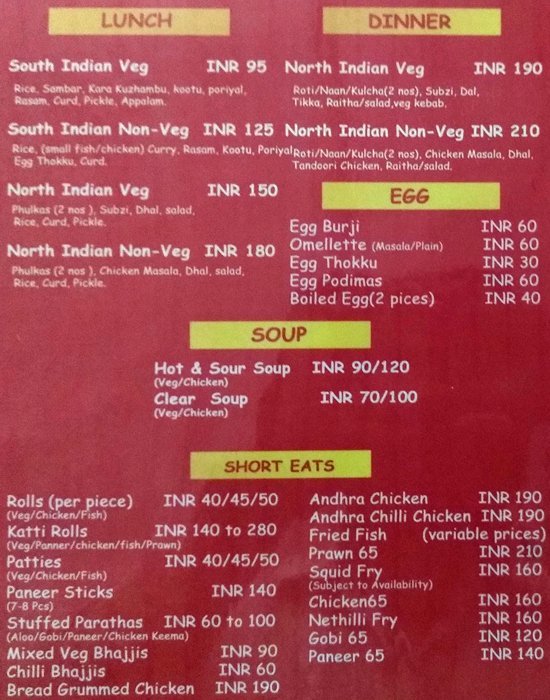 LUNCH
South Indian Veg INR 95
Rice, Sambar, Kara Kuzhambu, kootu, poriyal,
Rasam, Curd, Pickle, Appalam.
South Indian Non-Veg INR 125
Rice, (small fish/chicken) Curry, Rasam, Kootu, Poriyal
Egg Thokku, Curd.
North Indian Veg INR 150
Phulkas (2 nos ), Subzi, Dhal, salad,
Rice, Curd, Pickle.
North Indian Non-Veg INR 180
Phulkas (2 nos ), Chicken Masala, Dhal, salad,
Rice, Curd, Pickle.
DINNER
North Indian Veg INR 190
Roti/Naan/Kulcha(2 nos), Subzi, Dal,
Tikka, Raitha/salad,veg kebab.
North Indian Non-Veg INR 210
Roti/Naan/Kulcha(2 nos), Chicken Masala, Dhal,
Tandoori Chicken, Raitha/salad.
EGG
Egg Burji INR 60
Omellette (Masala/Plain) INR 60
Egg Thokku INR 30
Egg Podimas INR 60
Boiled Egg(2 pices) INR 40
SOUP
Hot & Sour Soup INR 90/120
(Veg/Chicken)
Clear Soup INR 70/100
(Veg/Chicken)
SHORT EATS
Rolls (per piece) INR 40/45/50
(Veg/Chicken/Fish)
Katti Rolls INR 140 to 280
(Veg/Panner/chicken/fish/Prawn)
Patties INR 40/45/50
(Veg/Chicken/Fish)
Paneer Sticks INR 140
(7-8 Pcs)
Stuffed Parathas INR 60 to 100
(Aloo/Gobi/Paneer/Chicken Keema)
Mixed Veg Bhajjis INR 90
Chilli Bhajjis INR 60
Bread Grummed Chicken INR 190
Andhra Chicken INR 190
Andhra Chilli Chicken INR 190
Fried Fish (variable prices)
Prawn 65 INR 210
Squid Fry INR 160
(Subject to Availability)
Chicken65 INR 160
Nethilli Fry INR 160
Gobi 65 INR 120
Paneer 65 INR 140